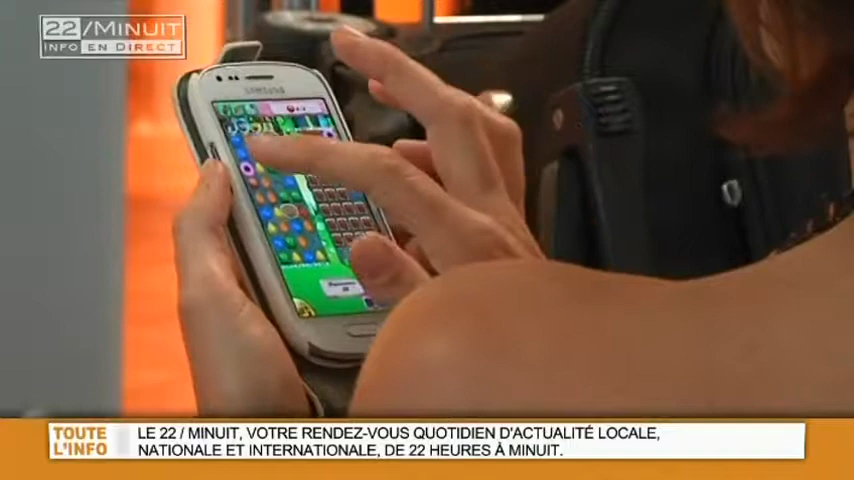 22/MINUIT
INFO EN DIRECT
SAMSUNG
TOUTE
L'INFO
LE 22 / MINUIT, VOTRE RENDEZ-VOUS QUOTIDIEN D'ACTUALITÉ LOCALE,
NATIONALE ET INTERNATIONALE, DE 22 HEURES À MINUIT.